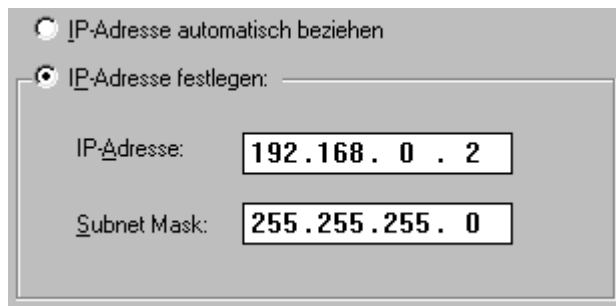 IP-Adresse automatisch beziehen
IP-Adresse festlegen:
IP-Adresse: 192.168. 0 . 2
Subnet Mask: 255.255.255. 0